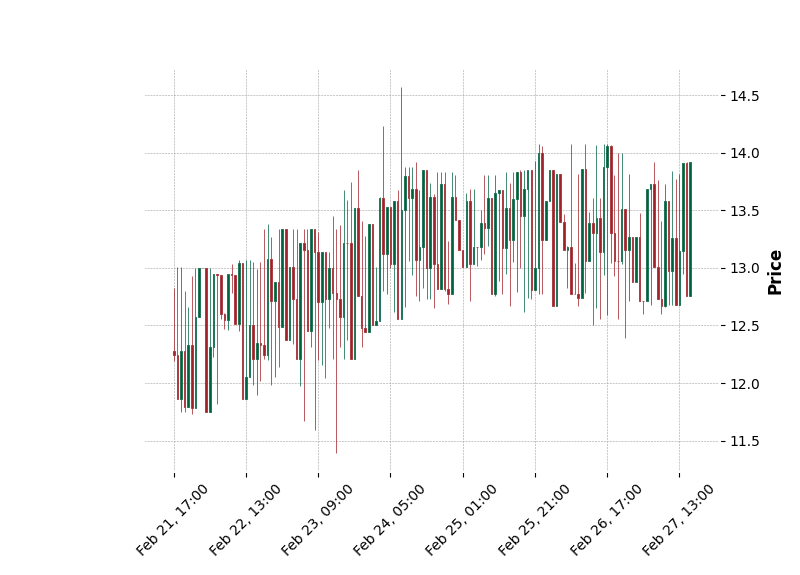 14.5
14.0
13.5
13.0
12.5
12.0
11.5
Price
Feb 21, 17:00
Feb 22, 13:00
Feb 23, 09:00
Feb 24, 05:00
Feb 25, 01:00
Feb 25, 21:00
Feb 26, 17:00
Feb 27, 13:00